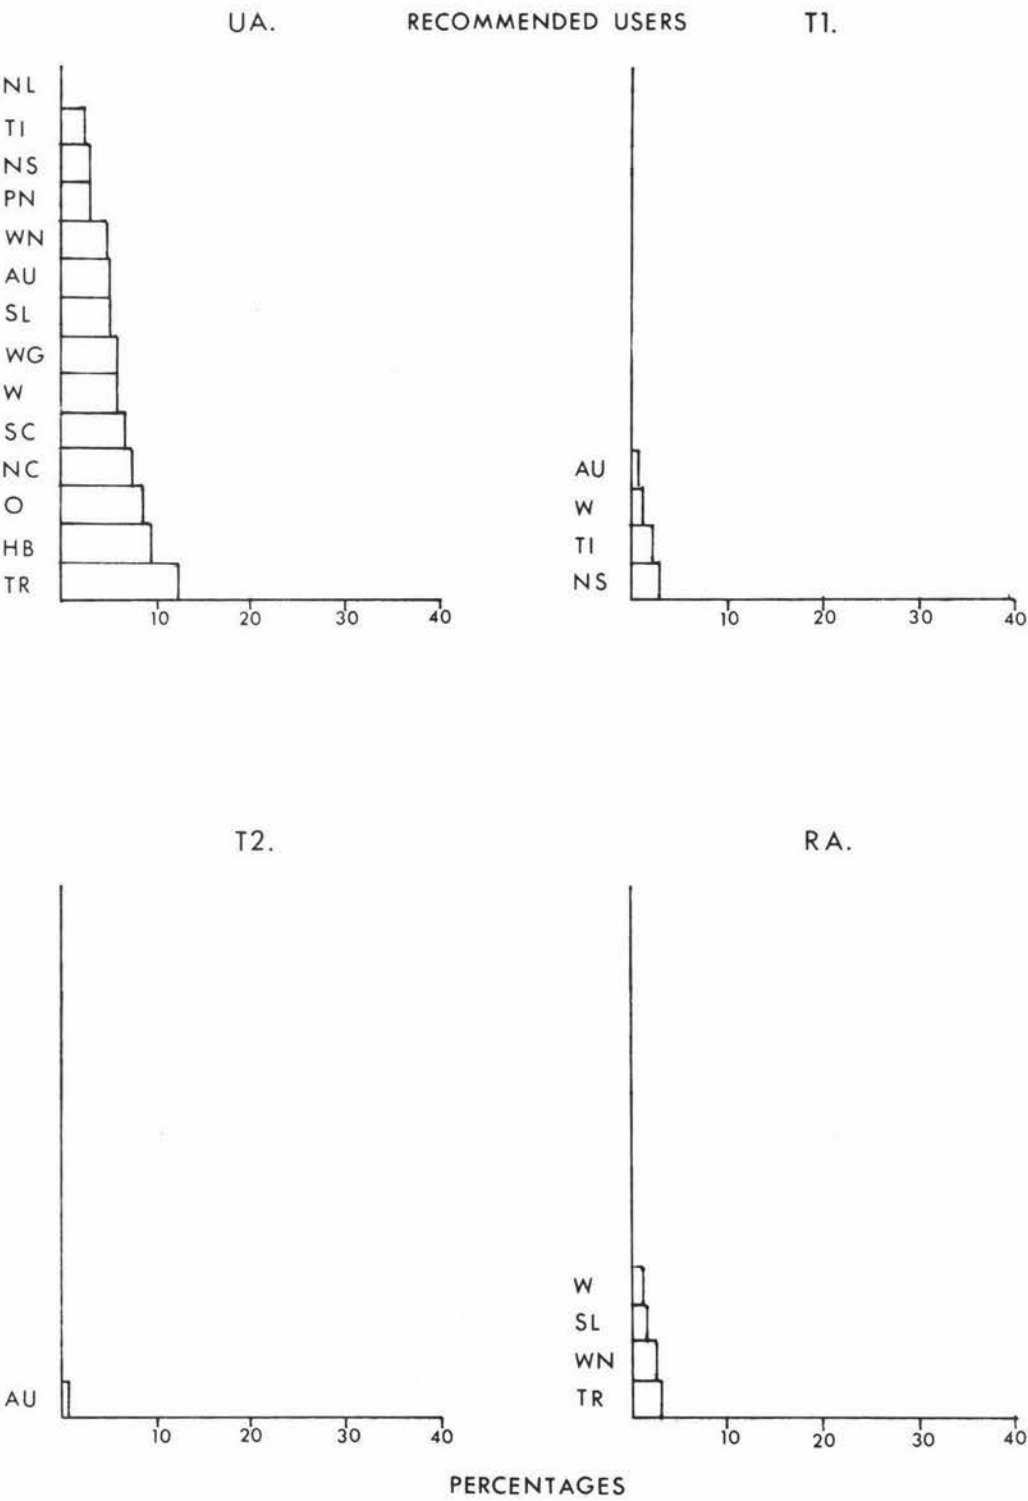 UA. RECOMMENDED USERS T1.
NL
TI
NS
PN
WN
AU
SL
WG
W
SC
NC
O
HB
TR
10 20 30 40
AU
W
TI
NS
10 20 30 40
T2. RA.
AU
10 20 30 40
W
SL
WN
TR
10 20 30 40
PERCENTAGES